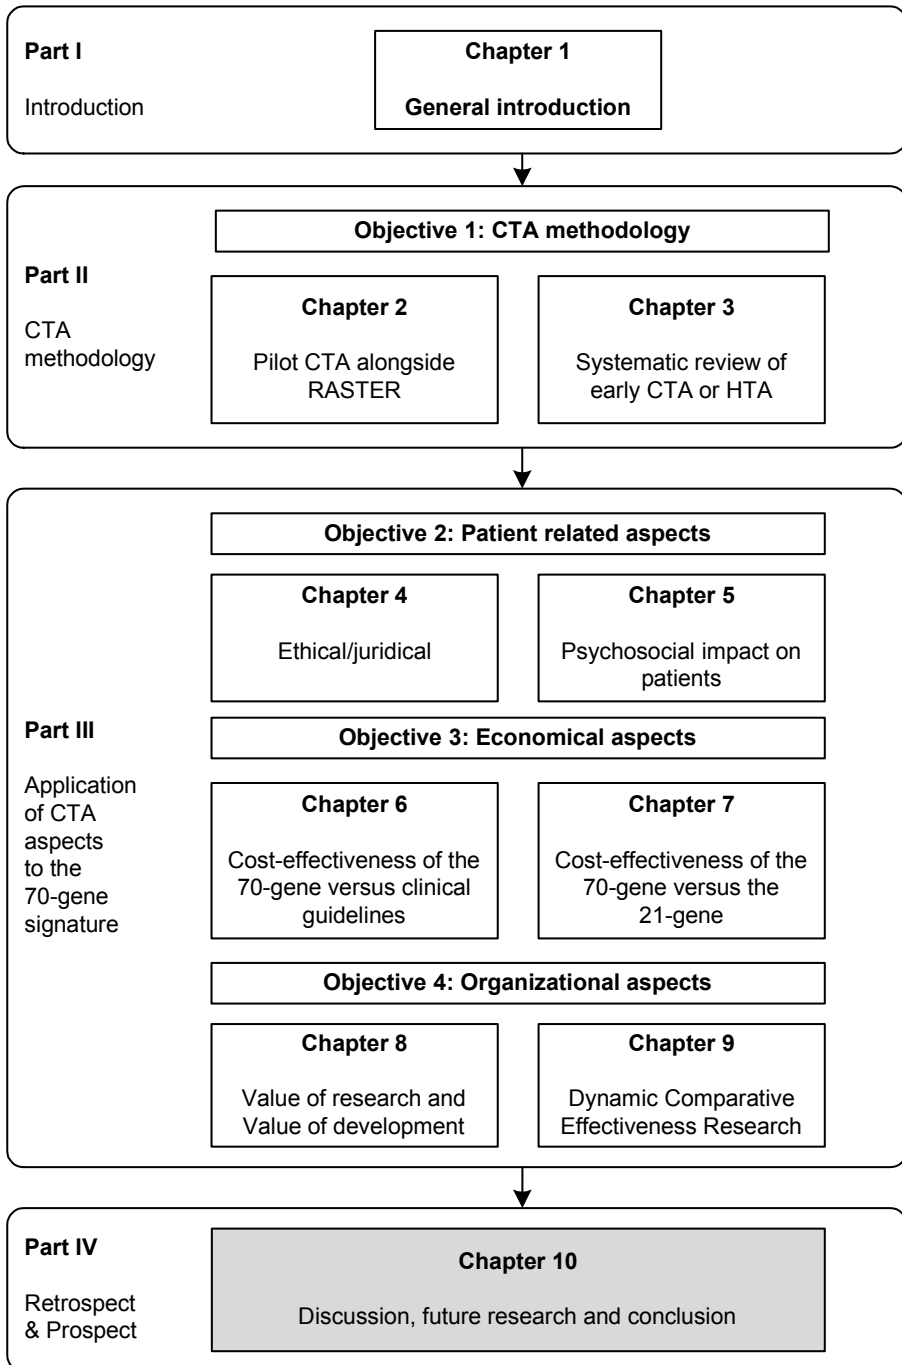 Part I
Introduction
Chapter 1
General introduction
Objective 1: CTA methodology
Part II
CTA
methodology
Chapter 2
Pilot CTA alongside
RASTER
Chapter 3
Systematic review of
early CTA or HTA
Part III
Application
of CTA
aspects
to the
70-gene
signature
Objective 2: Patient related aspects
Chapter 4
Ethical/juridical
Chapter 5
Psychosocial impact on
patients
Objective 3: Economical aspects
Chapter 6
Cost-effectiveness of the
70-gene versus clinical
guidelines
Chapter 7
Cost-effectiveness of the
70-gene versus the
21-gene
Objective 4: Organizational aspects
Chapter 8
Value of research and
Value of development
Chapter 9
Dynamic Comparative
Effectiveness Research
Part IV
Retrospect
& Prospect
Chapter 10
Discussion, future research and conclusion